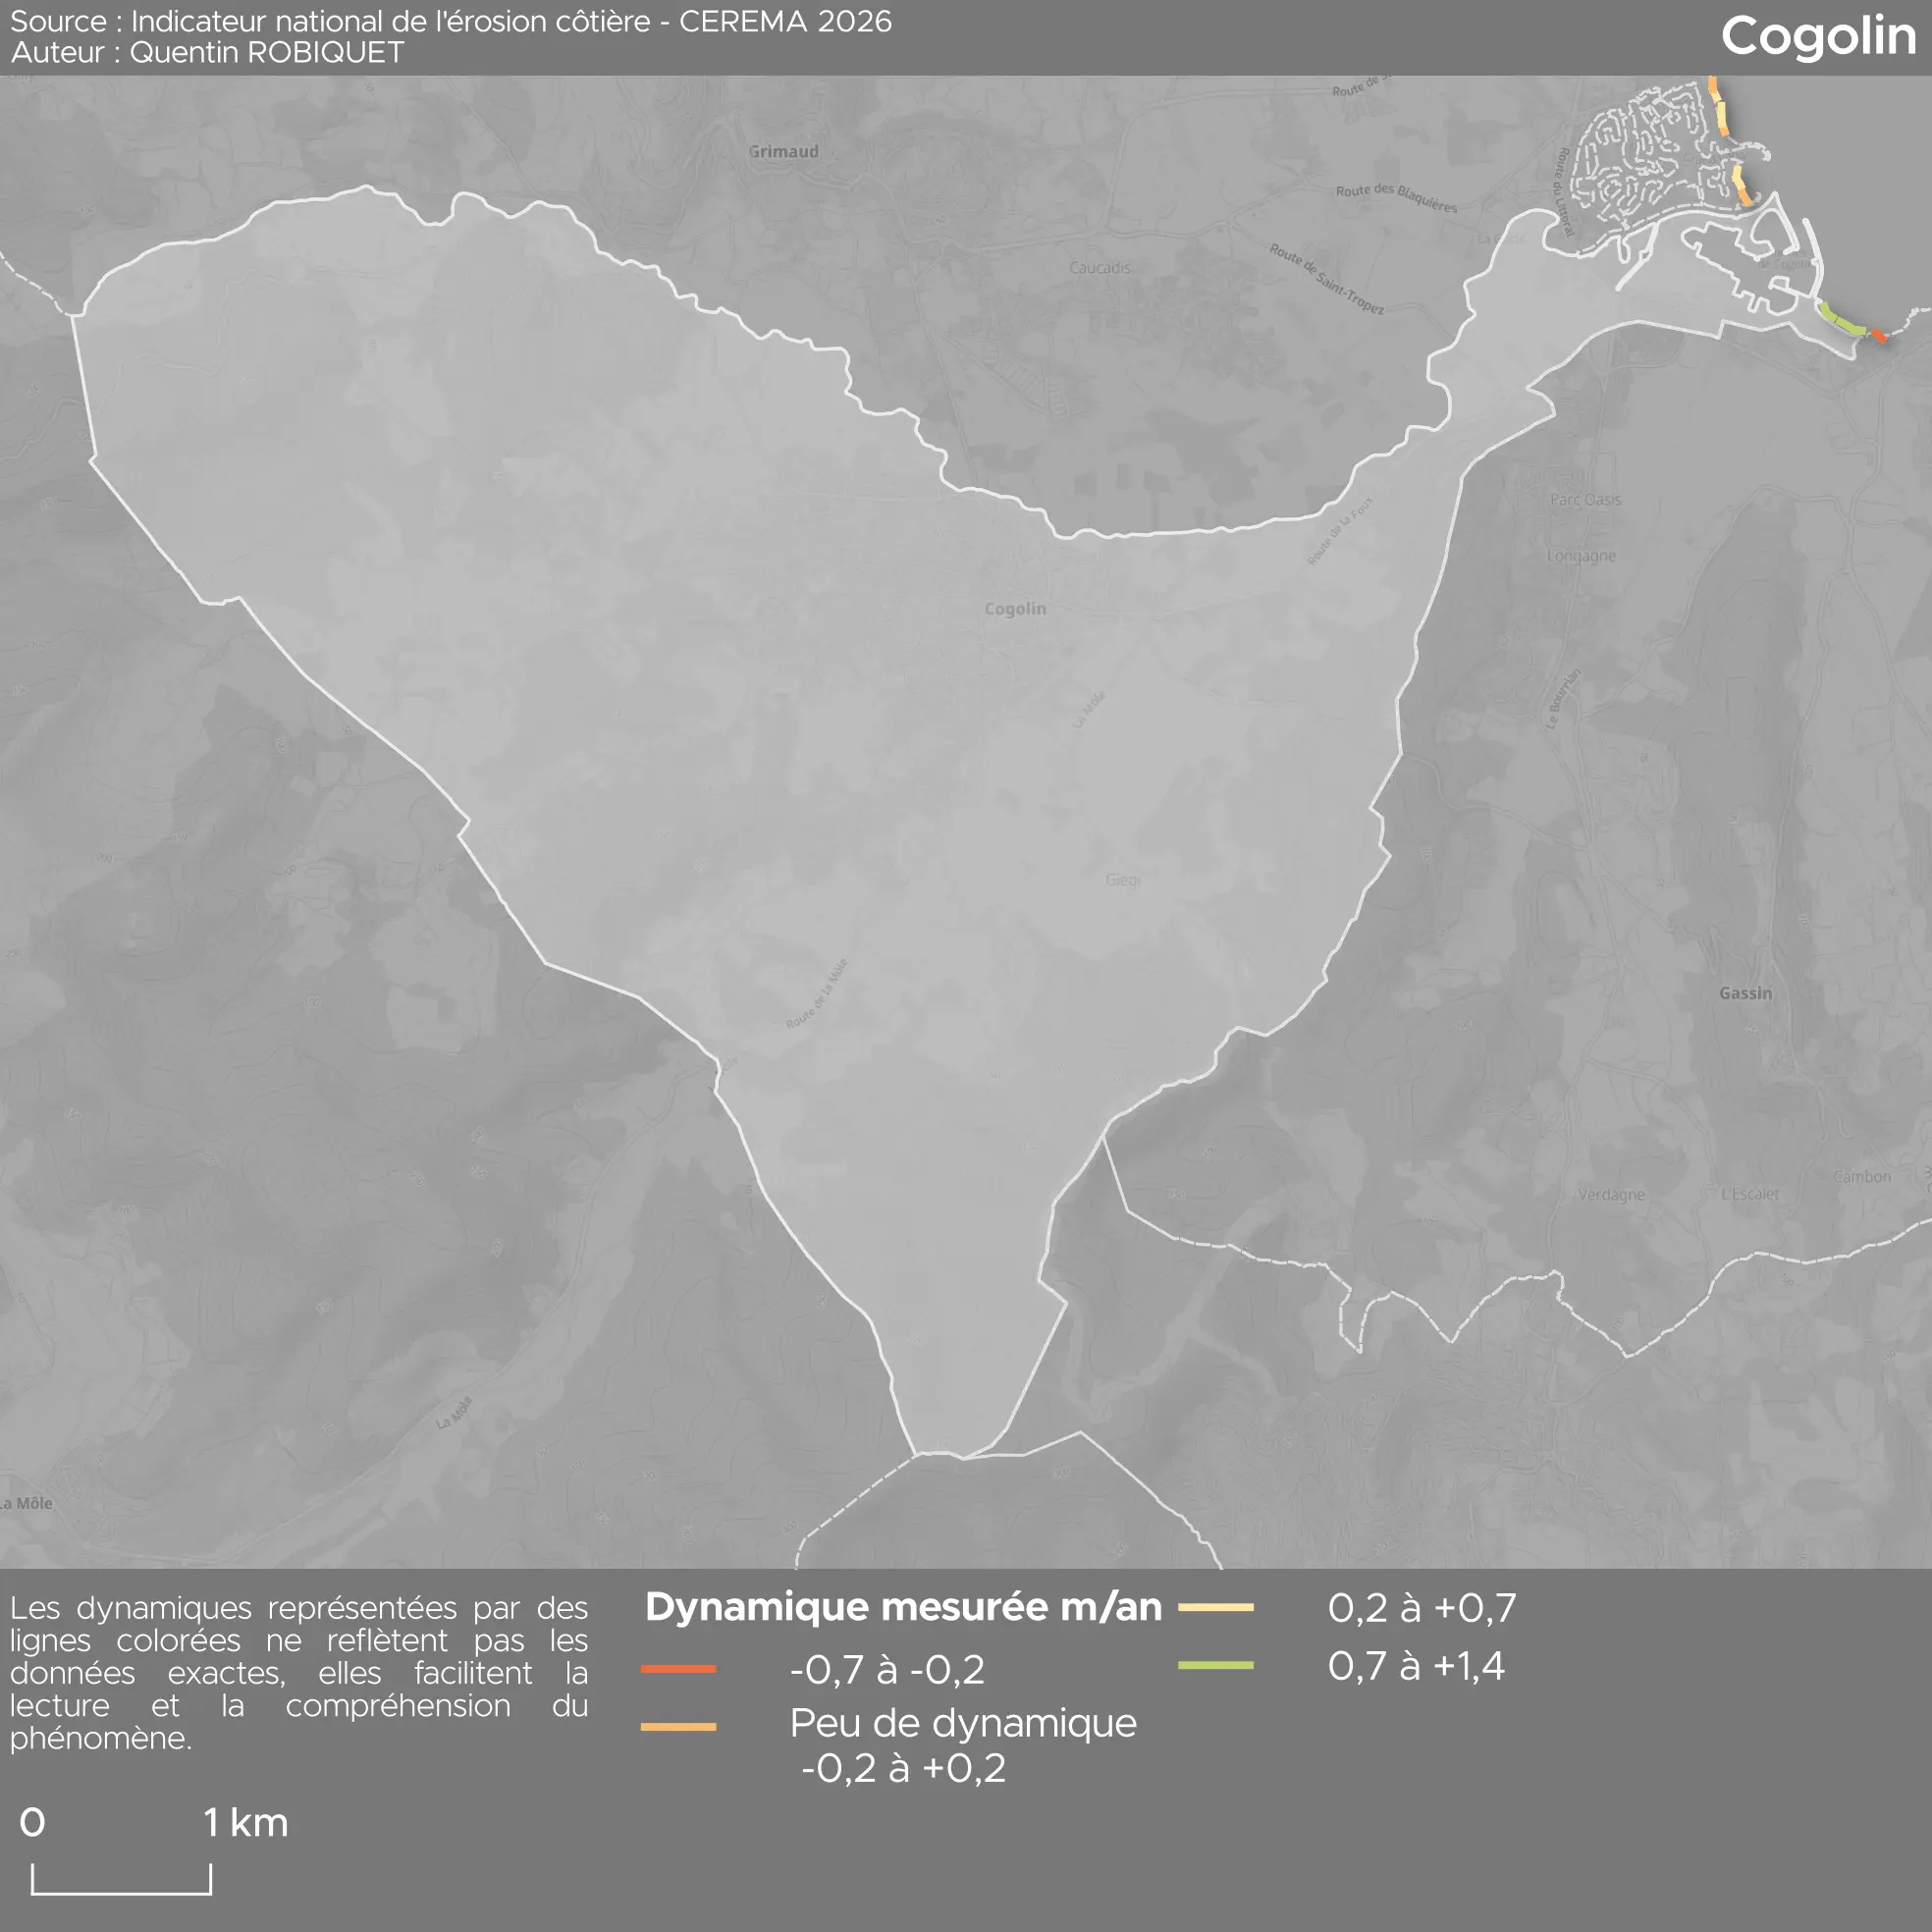 Source : Indicateur national de l'érosion côtière - CEREMA 2026
Auteur : Quentin ROBIQUET
Cogolin
Grimaud
Route du Littoral
Route des Blaquières
Caucadis
Route de Saint-Tropez
Parc Oasis
Route de la Foux
Longagne
Cogolin
La Môle
Le Bourrian
Giegi
Route de la Môle
Gassin
Verdagne
L'Escalet
Cambon
La Môle
La Môle
Les dynamiques représentées par des
lignes colorées ne reflètent pas les
données exactes, elles facilitent la
lecture et la compréhension du
phénomène.
Dynamique mesurée m/an
-0,7 à -0,2
Peu de dynamique
-0,2 à +0,2
0,2 à +0,7
0,7 à +1,4
0 1 km